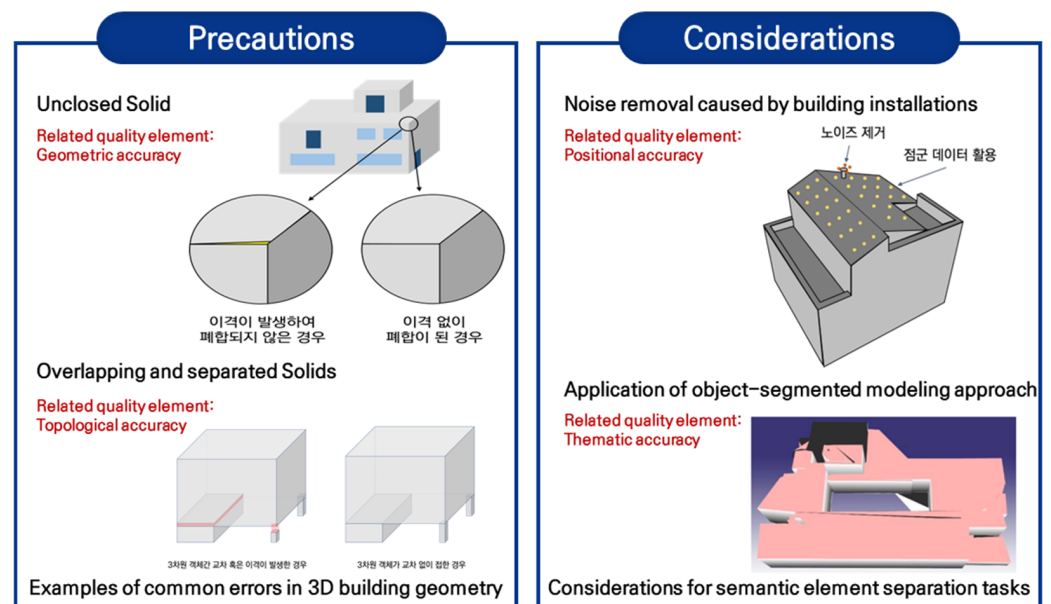 Precautions
Unclosed Solid
Related quality element:
Geometric accuracy
이격이 발생하여
폐합되지 않은 경우
이격 없이
폐합이 된 경우
Overlapping and separated Solids
Related quality element:
Topological accuracy
3차원 객체간 교차 혹은 이격이 발생한 경우
3차원 객체가 교차 없이 접한 경우
Examples of common errors in 3D building geometry
Considerations
Noise removal caused by building installations
Related quality element:
Positional accuracy
노이즈 제거
점군 데이터 활용
Application of object-segmented modeling approach
Related quality element:
Thematic accuracy
Considerations for semantic element separation tasks